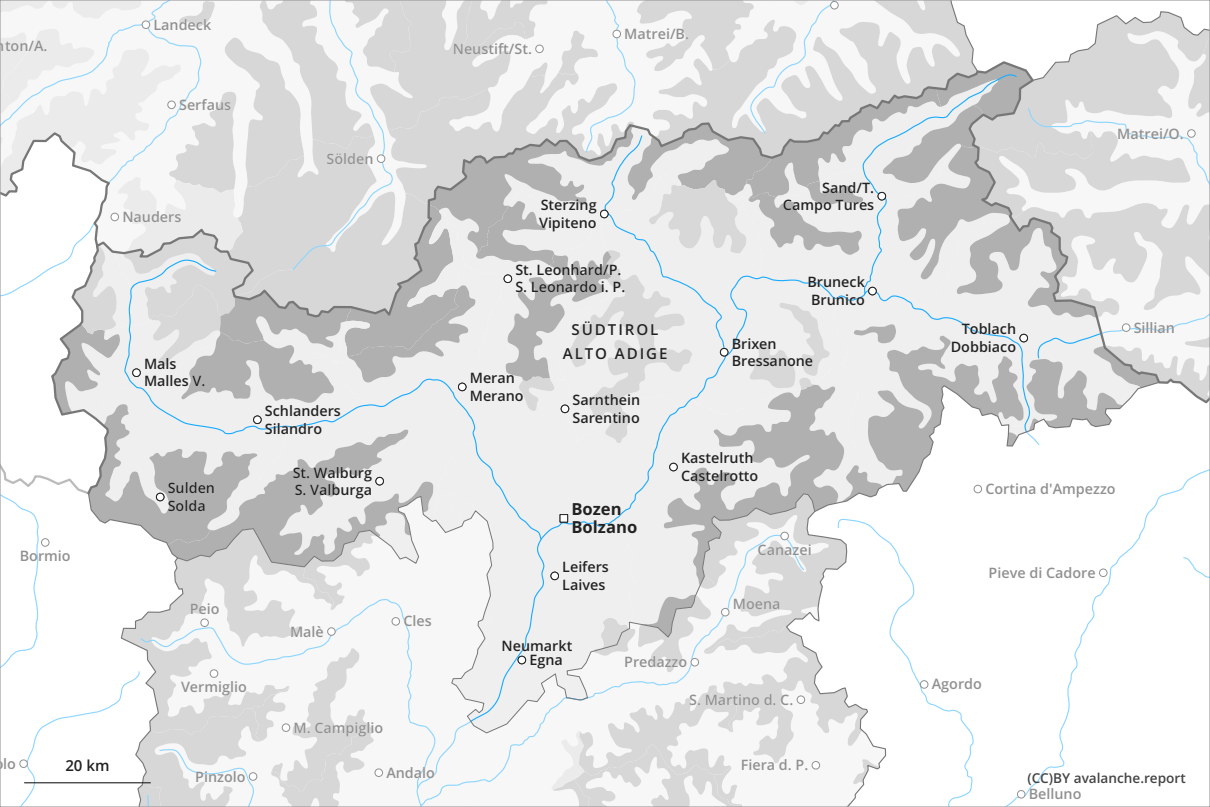 Landeck
Matrei/B.
Neustift/St.
Serfaus
Matrei/O.
Sölden
Sand/T.
Campo Tures
Sterzing
Vipiteno
Nauders
St. Leonhard/P.
S. Leonardo i. P.
Bruneck
Brunico
SÜDTIROL
ALTO ADIGE
Toblach
Dobbiaco
Sillian
Brixen
Bressanone
Mals
Malles V.
Meran
Merano
Sarnthein
Sarentino
Schlanders
Silandro
Kastelruth
Castelrotto
St. Walburg
S. Valburga
Sulden
Solda
Cortina d'Ampezzo
Bozen
Bolzano
Bormio
Canazei
Leifers
Laives
Pieve di Cadore
Peio
Moena
Malè
Cles
Neumarkt
Egna
Predazzo
Vermiglio
Agordo
S. Martino d. C.
M. Campiglio
20 km
Fiera d. P.
Pinzolo
Andalo
(CC)BY avalanche.report
Belluno